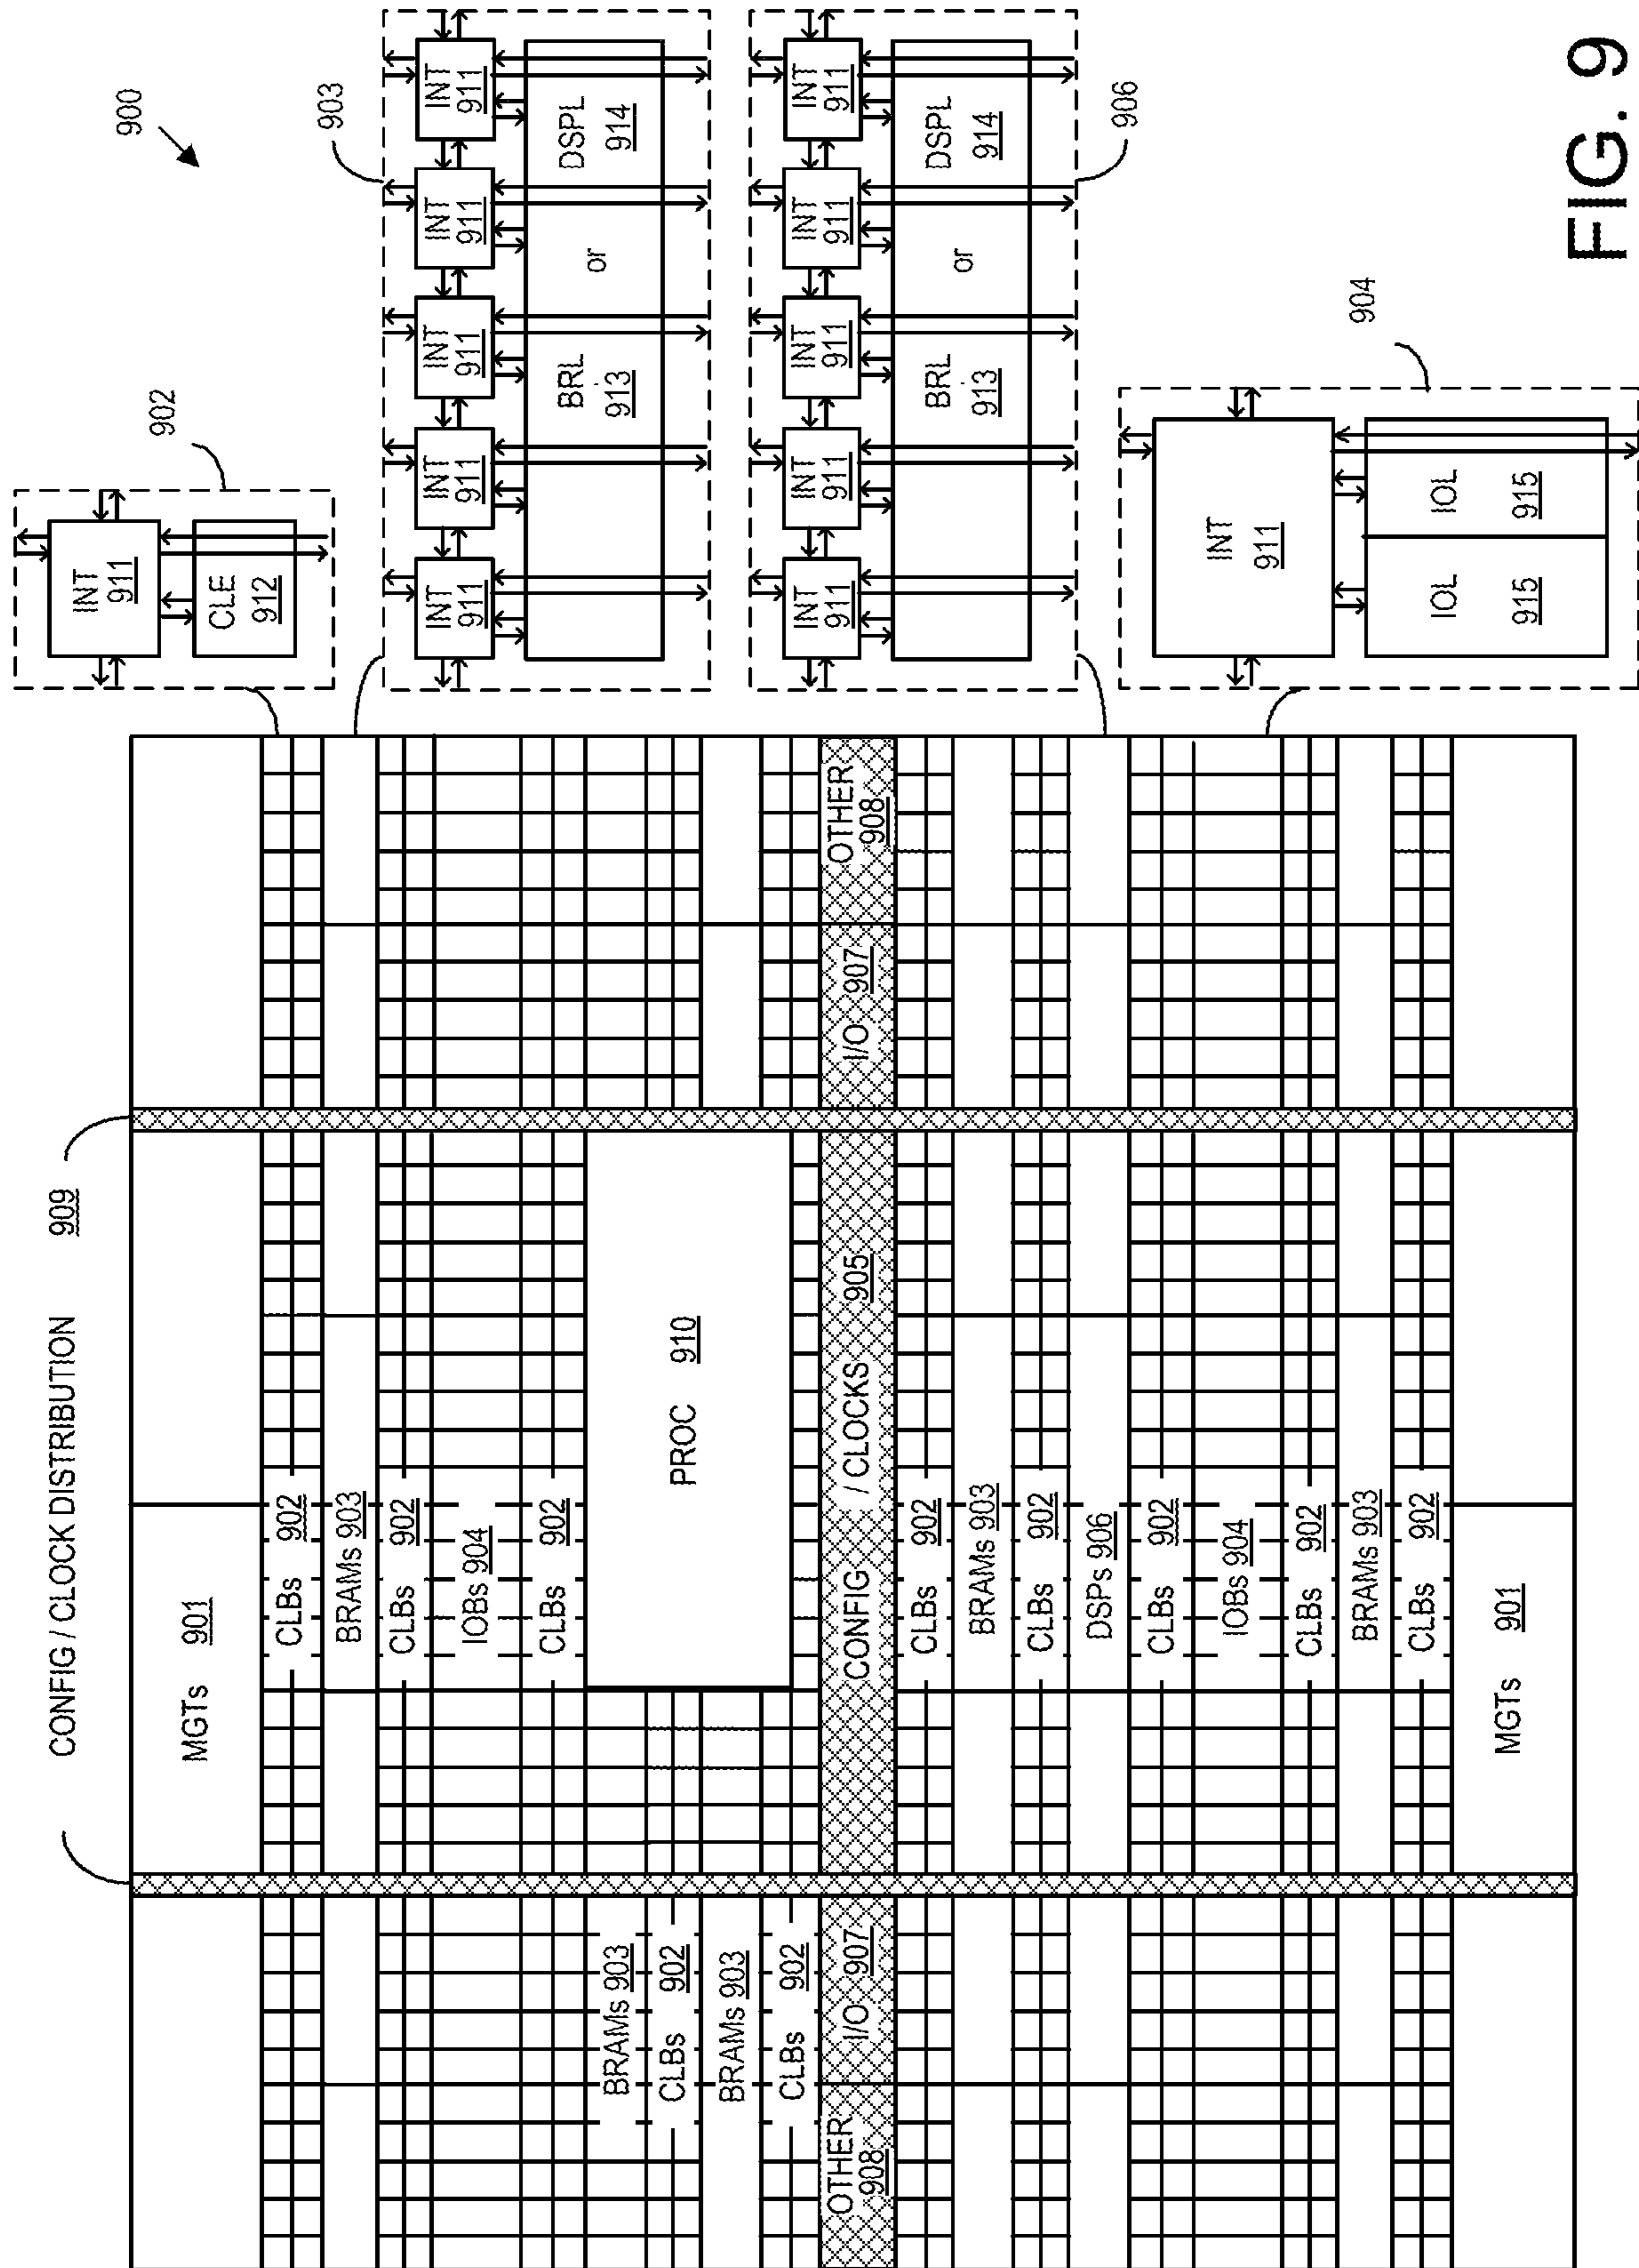 CONFIG / CLOCK DISTRIBUTION 909
900
MGTs 901
CLBs 902
BRAMs 903
CLBs 902
IOBs 904
CLBs 902
PROC 910
BRAMs 903
CLBs 902
BRAMs 903
CLBs 902
OTHER
908
I/O 907
CONFIG / CLOCKS 905
I/O 907
OTHER
908
CLBs 902
BRAMs 903
CLBs 902
DSPs 906
CLBs 902
IOBs 904
CLBs 902
BRAMs 903
CLBs 902
MGTs 901
902
INT
911
CLE
912
903
INT
911
INT
911
INT
911
INT
911
INT
911
BRL
913
or
DSPL
914
INT
911
INT
911
INT
911
INT
911
INT
911
BRL
913
or
DSPL
914
906
904
INT
911
IOL
915
IOL
915
FIG. 9